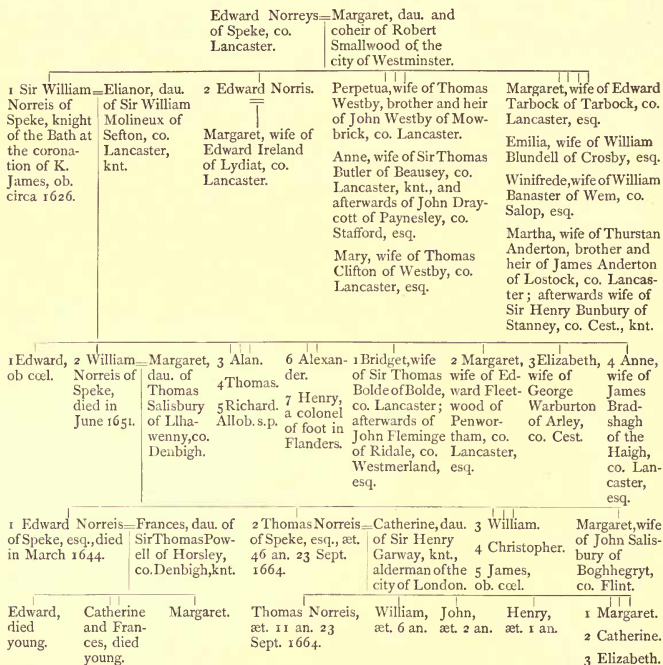 Edward Norreys=Margaret, dau. and
of Speke, co. coheir of Robert
Lancaster. Smallwood of the
city of Westminster.
1 Sir William=Elianor, dau.
Norreis of of Sir William
Speke, knight Molineux of
of the Bath at Sefton, co.
the corona- Lancaster,
tion of K. knt.
James, ob.
circa 1626.
2 Edward Norris.
Margaret, wife of
Edward Ireland
of Lydiat, co.
Lancaster.
Perpetua, wife of Thomas
Westby, brother and heir
of John Westby of Mow-
brick, co. Lancaster.
Anne, wife of Sir Thomas
Butler of Beausey, co.
Lancaster, knt., and
afterwards of John Dray-
cott of Paynesley, co.
Stafford, esq.
Mary, wife of Thomas
Clifton of Westby, co.
Lancaster, esq.
Margaret, wife of Edward
Tarbock of Tarbock, co.
Lancaster, esq.
Emilia, wife of William
Blundell of Crosby, esq.
Winifrede, wife of William
Banaster of Wem, co.
Salop, esq.
Martha, wife of Thurstan
Anderton, brother and
heir of James Anderton
of Lostock, co. Lancas-
ter; afterwards wife of
Sir Henry Bunbury of
Stanney, co. Cest., knt.
1 Edward,
ob cœl.
2 William=Margaret,
Norreis of dau. of
Speke, Thomas
died in Salisbury
June 1651. of Llha-
wenny, co.
Denbigh.
3 Alan.
4 Thomas.
5 Richard.
All ob. s.p.
6 Alexan-
der.
7 Henry,
a colonel
of foot in
Flanders.
1 Bridget, wife
of Sir Thomas
Bolde of Bolde,
co. Lancaster;
afterwards of
John Fleminge
of Ridale, co.
Westmerland,
esq.
2 Margaret,
wife of Ed-
ward Fleet-
wood of
Penwor-
tham, co.
Lancaster,
esq.
3 Elizabeth,
wife of
George
Warburton
of Arley,
co. Cest.
4 Anne,
wife of
James
Brad-
shagh
of the
Haigh,
co. Lan-
caster,
esq.
1 Edward Norreis=Frances, dau. of
of Speke, esq., died Sir Thomas Pow-
in March 1644. ell of Horsley,
co. Denbigh, knt.
2 Thomas Norreis=Catherine, dau.
of Speke, esq., æt. of Sir Henry
46 an. 23 Sept. Garway, knt.,
1664. alderman of the
city of London.
3 William.
4 Christopher.
5 James,
ob. cœl.
Margaret, wife
of John Salis-
bury of
Boghhegryt,
co. Flint.
Edward,
died
young.
Catherine
and Fran-
ces, died
young.
Margaret.
Thomas Norreis,
æt. 11 an. 23
Sept. 1664.
William,
æt. 6 an.
John,
æt. 2 an.
Henry,
æt. 1 an.
1 Margaret.
2 Catherine.
3 Elizabeth.